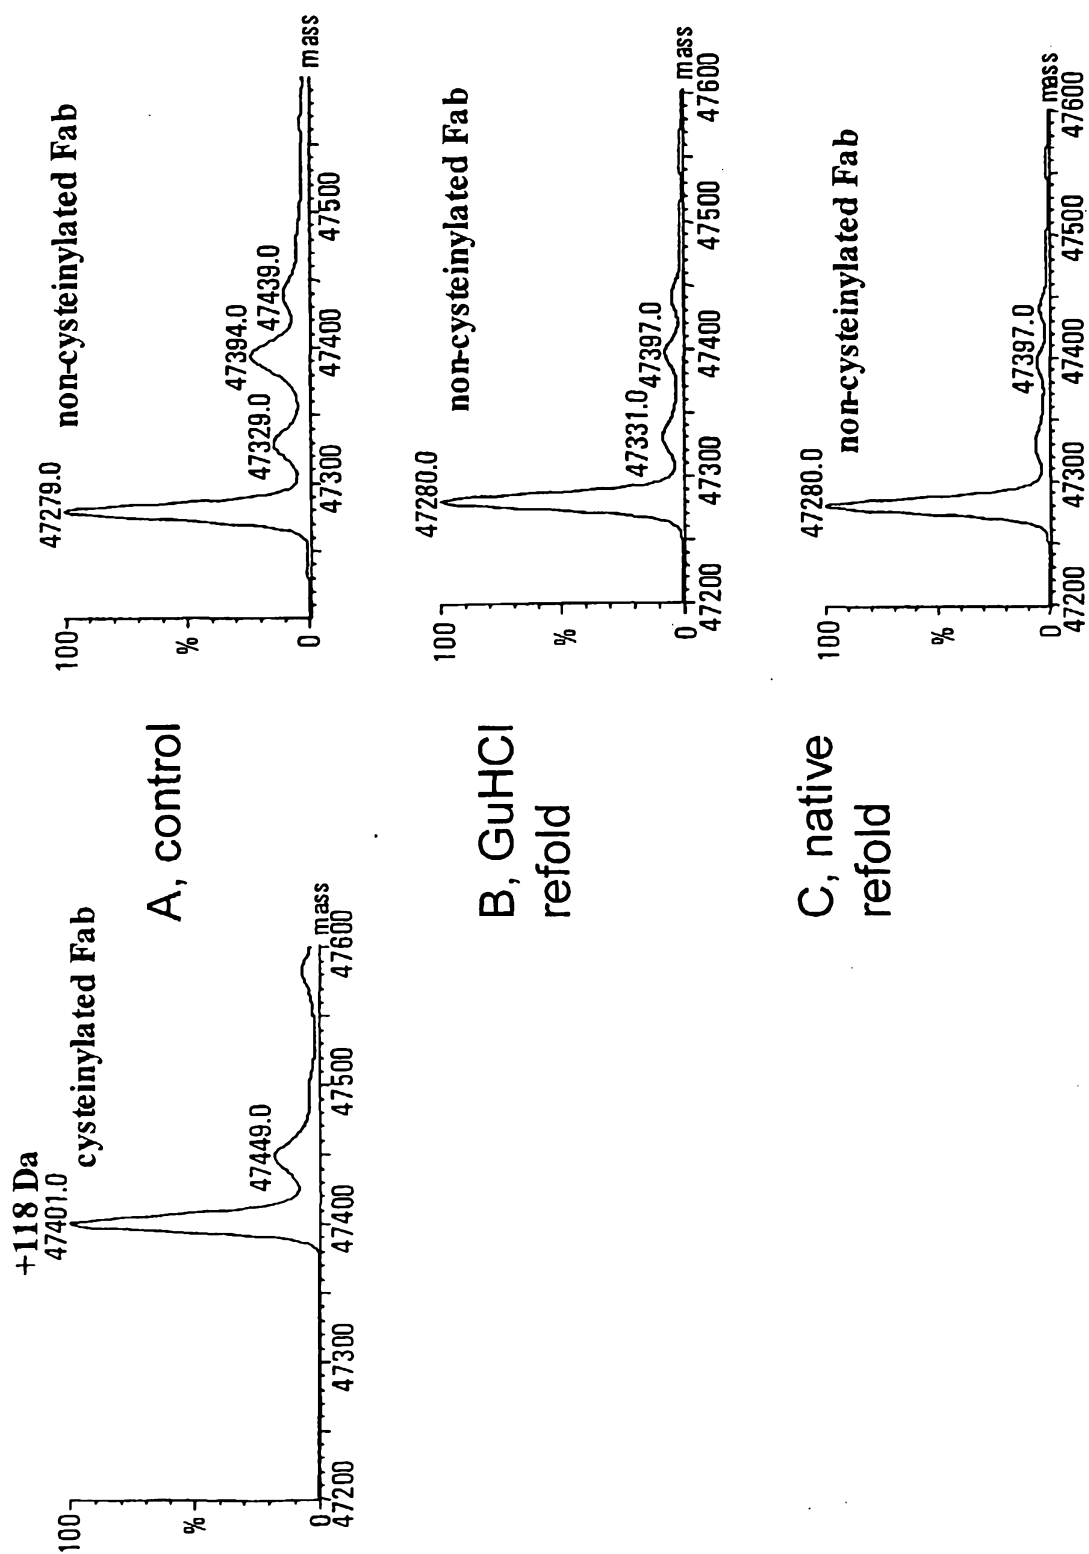 +118 Da
47401.0
cysteinylated Fab
47449.0
100
%
0
47200
47300
47400
47500
47600
mass
A, control
47279.0
non-cysteinylated Fab
47329.0
47394.0
47439.0
100
%
0
47300
47400
47500
mass
B, GuHCl
refold
47280.0
non-cysteinylated Fab
47331.0
47397.0
100
%
0
47200
47300
47400
47500
47600
mass
C, native
refold
47280.0
non-cysteinylated Fab
47397.0
100
%
0
47200
47300
47400
47500
47600
mass